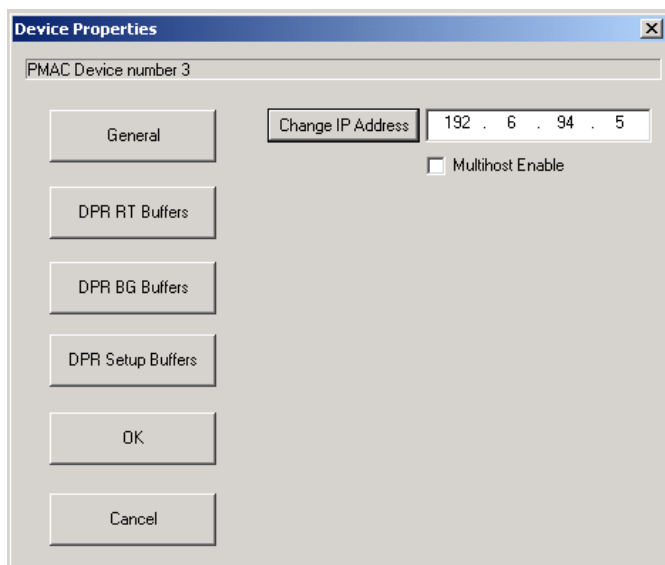 Device Properties
PMAC Device number 3
General
Change IP Address 192 . 6 . 94 . 5
Multihost Enable
DPR RT Buffers
DPR BG Buffers
DPR Setup Buffers
OK
Cancel